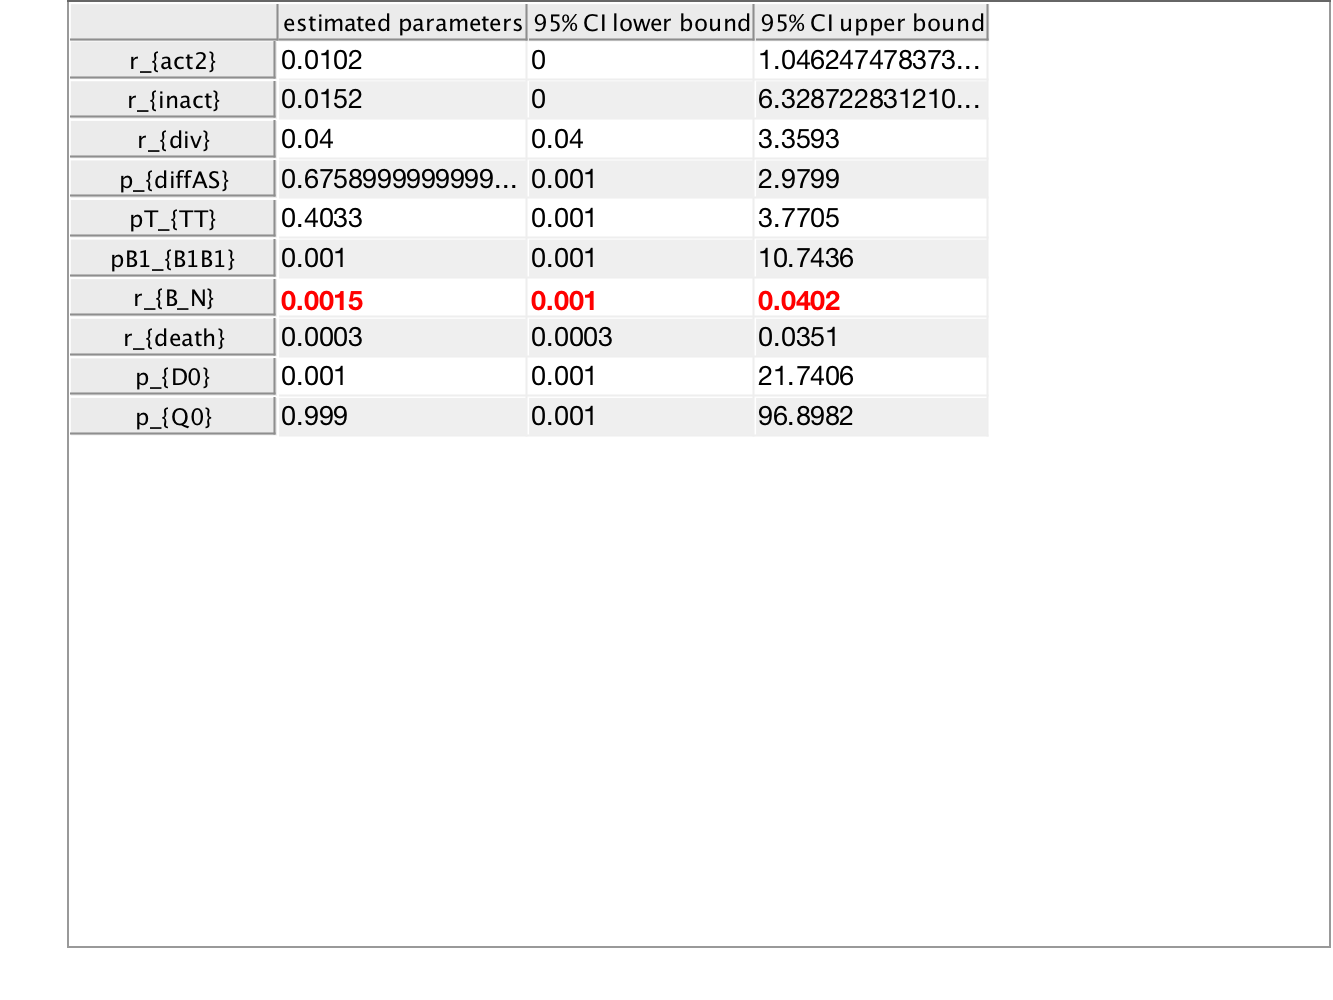 estimated parameters 95% CI lower bound 95% CI upper bound
r_{act2} 0.0102 0 1.046247478373...
r_{inact} 0.0152 0 6.328722831210...
r_{div} 0.04 0.04 3.3593
p_{diffAS} 0.6758999999999... 0.001 2.9799
pT_{TT} 0.4033 0.001 3.7705
pB1_{B1B1} 0.001 0.001 10.7436
r_{B_N} 0.0015 0.001 0.0402
r_{death} 0.0003 0.0003 0.0351
p_{D0} 0.001 0.001 21.7406
p_{Q0} 0.999 0.001 96.8982